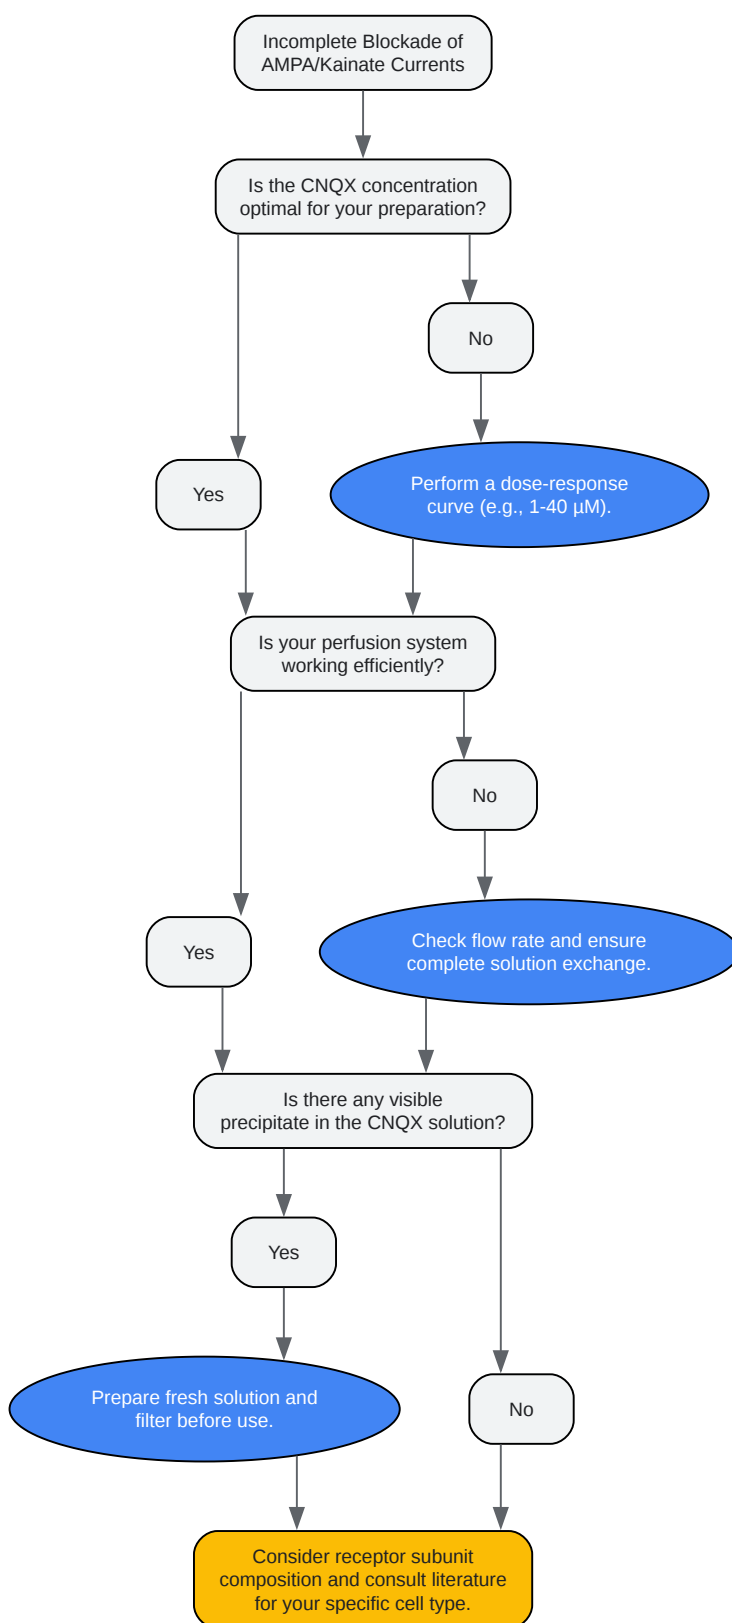 Incomplete Blockade of
AMPA/Kainate Currents
Is the CNQX concentration
optimal for your preparation?
No
Yes
Perform a dose-response
curve (e.g., 1-40 µM).
Is your perfusion system
working efficiently?
No
Yes
Check flow rate and ensure
complete solution exchange.
Is there any visible
precipitate in the CNQX solution?
Yes
Prepare fresh solution and
filter before use.
No
Consider receptor subunit
composition and consult literature
for your specific cell type.